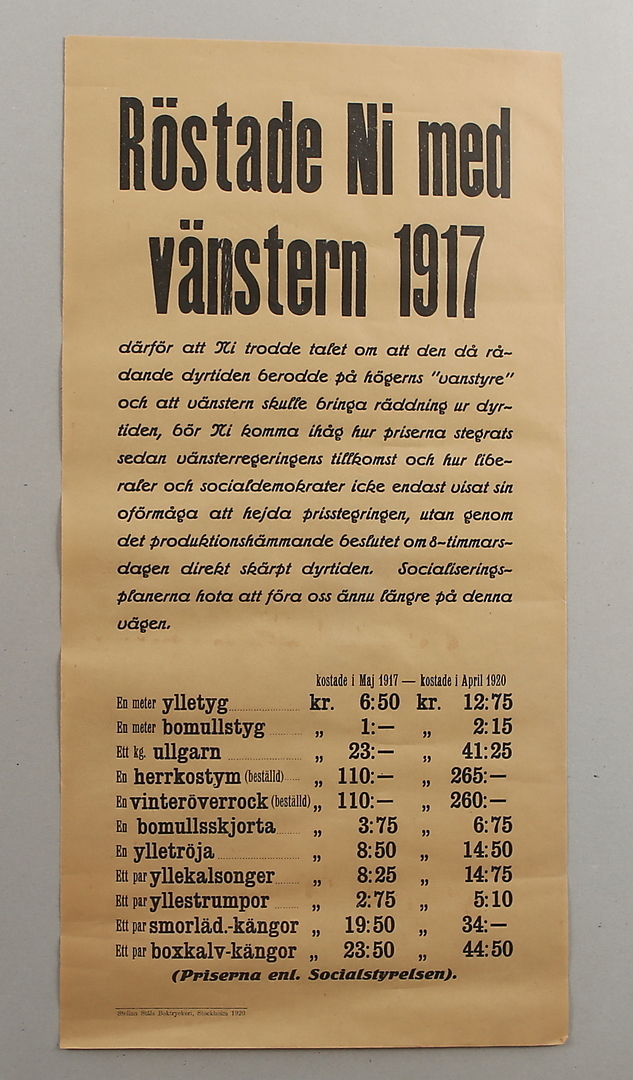 Röstade Ni med
vänstern 1917
därför att Ni trodde talet om att den då rå-
dande dyrtiden berodde på högerns "vanstyre"
och att vänstern skulle bringa räddning ur dyr-
tiden, bör Ni komma ihåg hur priserna stegrats
sedan vänsterregeringens tillkomst och hur libe-
raler och socialdemokrater icke endast visat sin
oförmåga att hejda prisstegringen, utan genom
det produktionshämmande beslutet om 8-timmars-
dagen direkt skärpt dyrtiden. Socialiserings-
planerna hota att föra oss ännu längre på denna
vägen.
kostade i Maj 1917 — kostade i April 1920
En meter ylletyg kr. 6:50 kr. 12:75
En meter bomullstyg „ 1:— „ 2:15
Ett kg. ullgarn „ 23:— „ 41:25
En herrkostym (beställd) „ 110:— „ 265:—
En vinteröverrock (beställd) „ 110:— „ 260:—
En bomullsskjorta „ 3:75 „ 6:75
En ylletröja „ 8:50 „ 14:50
Ett par yllekalsonger „ 8:25 „ 14:75
Ett par yllestrumpor „ 2:75 „ 5:10
Ett par smorläd.-kängor „ 19:50 „ 34:—
Ett par boxkalv-kängor „ 23:50 „ 44:50
(Priserna enl. Socialstyrelsen).
Stellan Ståls Boktryckeri, Stockholm 1920